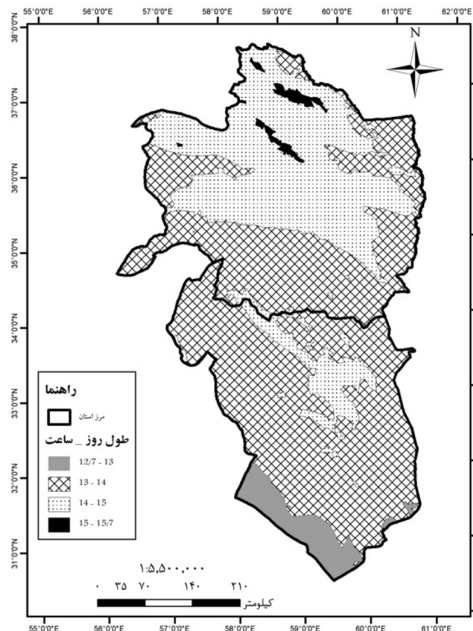 55°0'0"E 56°0'0"E 57°0'0"E 58°0'0"E 59°0'0"E 60°0'0"E 61°0'0"E 62°0'0"E
N
38°0'0"N
37°0'0"N
36°0'0"N
35°0'0"N
34°0'0"N
33°0'0"N
32°0'0"N
31°0'0"N
راهنما
مرز استان
طول روز _ ساعت
12/7 - 13
13 - 14
14 - 15
15 - 15/7
۱:۵,۵۰۰,۰۰۰
۰ ۳۵ ۷۰ ۱۴۰ ۲۱۰
کیلومتر
55°0'0"E 56°0'0"E 57°0'0"E 58°0'0"E 59°0'0"E 60°0'0"E 61°0'0"E